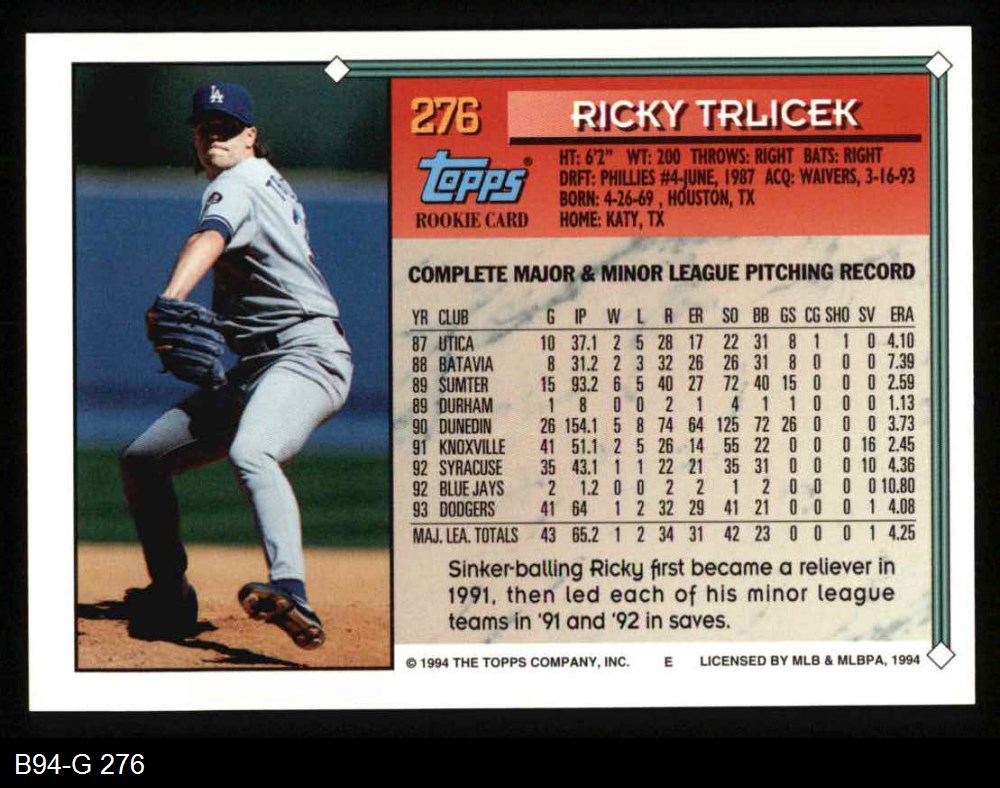 LA
276
RICKY TRLICEK
Topps®
ROOKIE CARD
HT: 6'2" WT: 200 THROWS: RIGHT BATS: RIGHT
DRFT: PHILLIES #4-JUNE, 1987 ACQ: WAIVERS, 3-16-93
BORN: 4-26-69 , HOUSTON, TX
HOME: KATY, TX
COMPLETE MAJOR & MINOR LEAGUE PITCHING RECORD
YR CLUB G IP W L R ER SO BB GS CG SHO SV ERA
87 UTICA 10 37.1 2 5 28 17 22 31 8 1 1 0 4.10
88 BATAVIA 8 31.2 2 3 32 26 26 31 8 0 0 0 7.39
89 SUMTER 15 93.2 6 5 40 27 72 40 15 0 0 0 2.59
89 DURHAM 1 8 0 0 2 1 4 1 1 0 0 0 1.13
90 DUNEDIN 26 154.1 5 8 74 64 125 72 26 0 0 0 3.73
91 KNOXVILLE 41 51.1 2 5 26 14 55 22 0 0 0 16 2.45
92 SYRACUSE 35 43.1 1 1 22 21 35 31 0 0 0 10 4.36
92 BLUE JAYS 2 1.2 0 0 2 2 1 2 0 0 0 0 10.80
93 DODGERS 41 64 1 2 32 29 41 21 0 0 0 1 4.08
MAJ. LEA. TOTALS 43 65.2 1 2 34 31 42 23 0 0 0 1 4.25
Sinker-balling Ricky first became a reliever in
1991, then led each of his minor league
teams in '91 and '92 in saves.
© 1994 THE TOPPS COMPANY, INC. E LICENSED BY MLB & MLBPA, 1994
B94-G 276